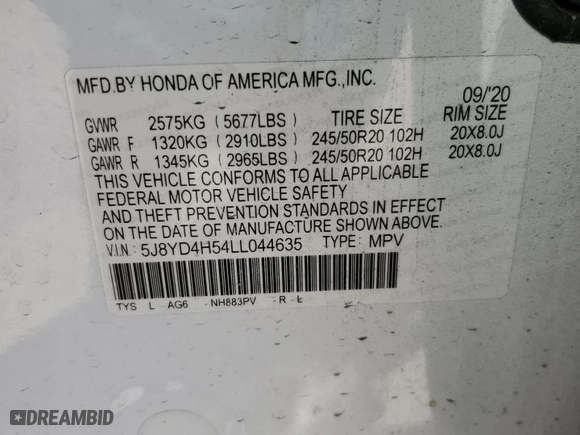 MFD.BY HONDA OF AMERICA MFG.,INC.
09/'20
GVWR 2575KG (5677LBS) TIRE SIZE RIM SIZE
GAWR F 1320KG (2910LBS) 245/50R20 102H 20X8.0J
GAWR R 1345KG (2965LBS) 245/50R20 102H 20X8.0J
THIS VEHICLE CONFORMS TO ALL APPLICABLE
FEDERAL MOTOR VEHICLE SAFETY
AND THEFT PREVENTION STANDARDS IN EFFECT
ON THE DATE OF MANUFACTURE SHOWN ABOVE.
V.I.N: 5J8YD4H54LL044635 TYPE: MPV
TYS L AG6 NH883PV R-L
DREAMBID